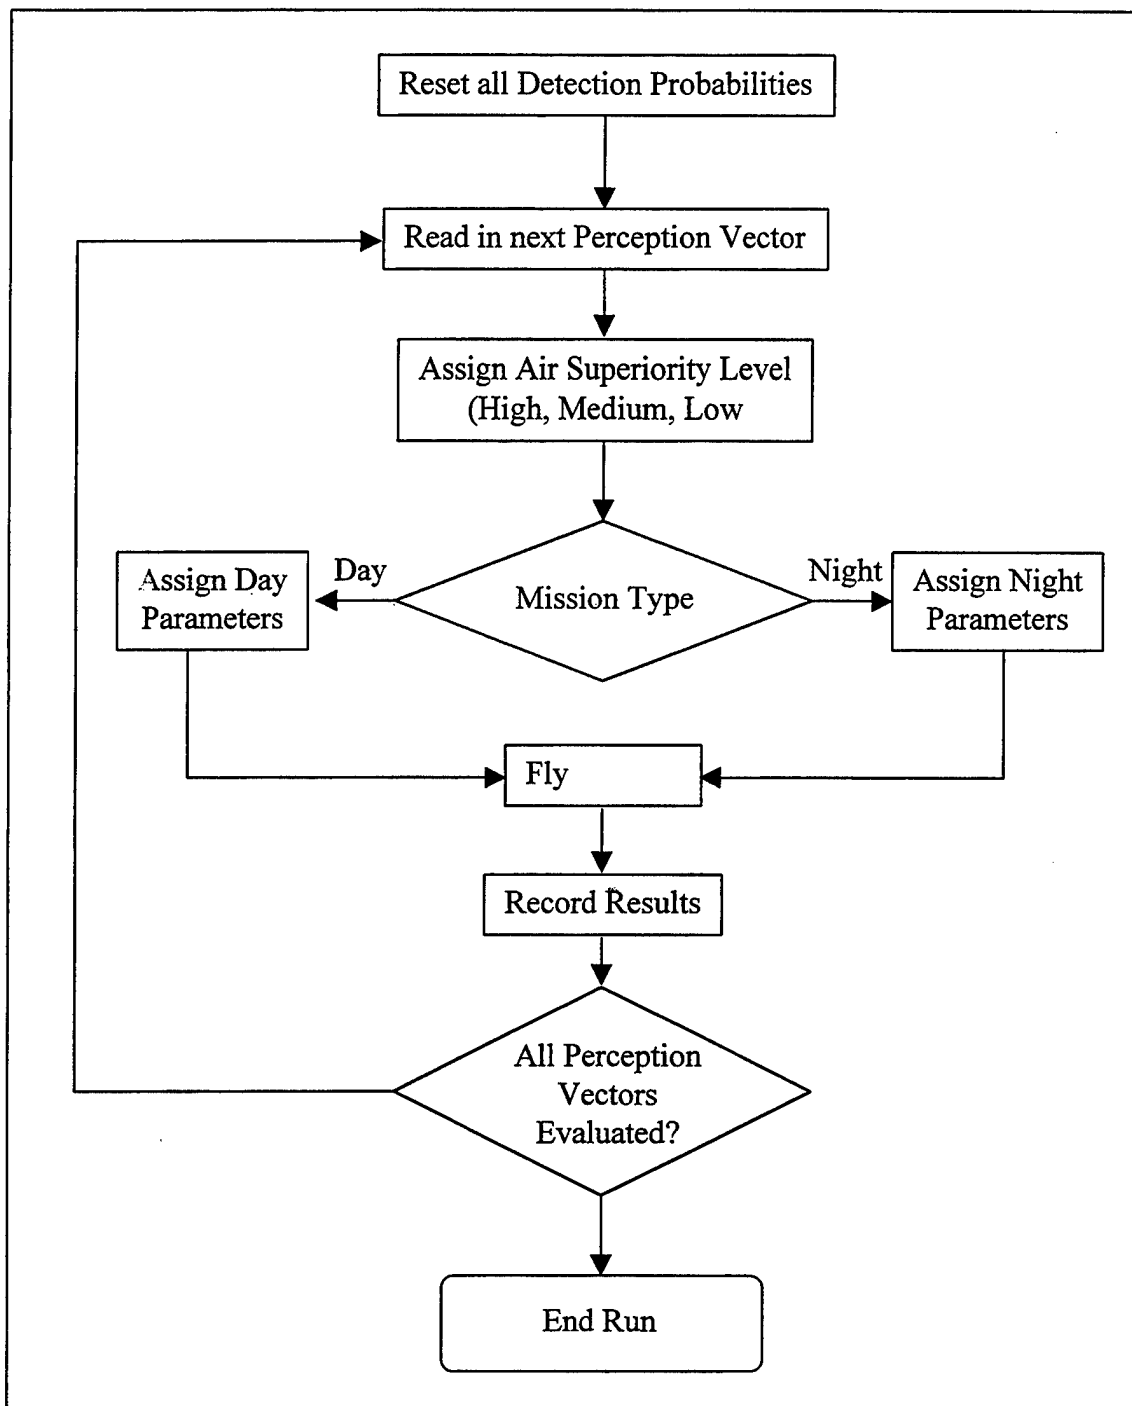 Reset all Detection Probabilities
Read in next Perception Vector
Assign Air Superiority Level
(High, Medium, Low
Assign Day
Parameters
Day
Mission Type
Night
Assign Night
Parameters
Fly
Record Results
All Perception
Vectors
Evaluated?
End Run